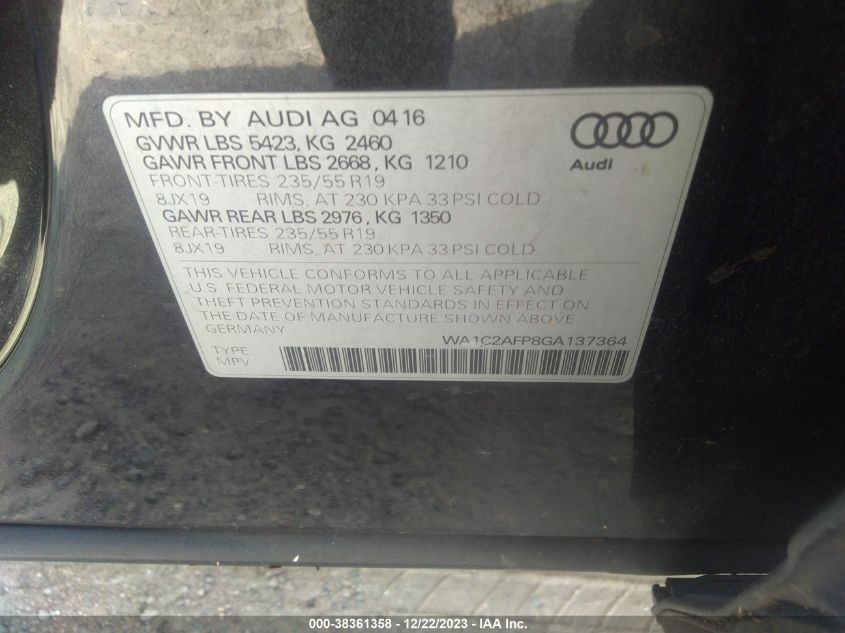 MFD. BY AUDI AG 04 16
GVWR LBS 5423, KG 2460
GAWR FRONT LBS 2668, KG 1210
FRONT-TIRES 235/55 R19
8JX19 RIMS, AT 230 KPA 33 PSI COLD
GAWR REAR LBS 2976, KG 1350
REAR-TIRES 235/55 R19
8JX19 RIMS, AT 230 KPA 33 PSI COLD
Audi
THIS VEHICLE CONFORMS TO ALL APPLICABLE
U.S. FEDERAL MOTOR VEHICLE SAFETY AND
THEFT PREVENTION STANDARDS IN EFFECT ON
THE DATE OF MANUFACTURE SHOWN ABOVE.
GERMANY
WA1C2AFP8GA137364
TYPE
MPV
000-38361358 - 12/22/2023 - IAA Inc.